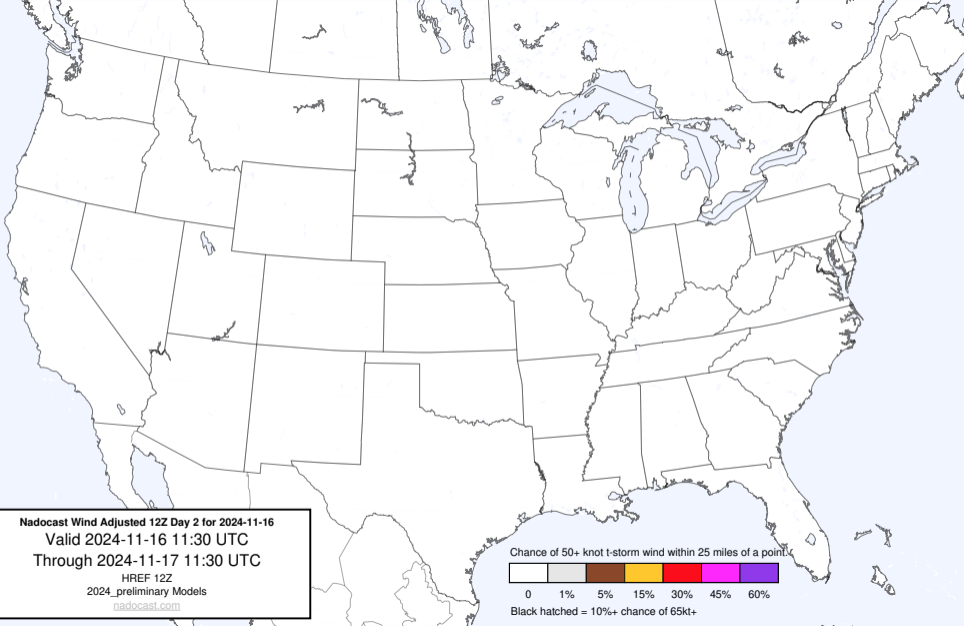 Nadocast Wind Adjusted 12Z Day 2 for 2024-11-16
Valid 2024-11-16 11:30 UTC
Through 2024-11-17 11:30 UTC
HREF 12Z
2024_preliminary Models
nadocast.com
Chance of 50+ knot t-storm wind within 25 miles of a point.
0 1% 5% 15% 30% 45% 60%
Black hatched = 10%+ chance of 65kt+